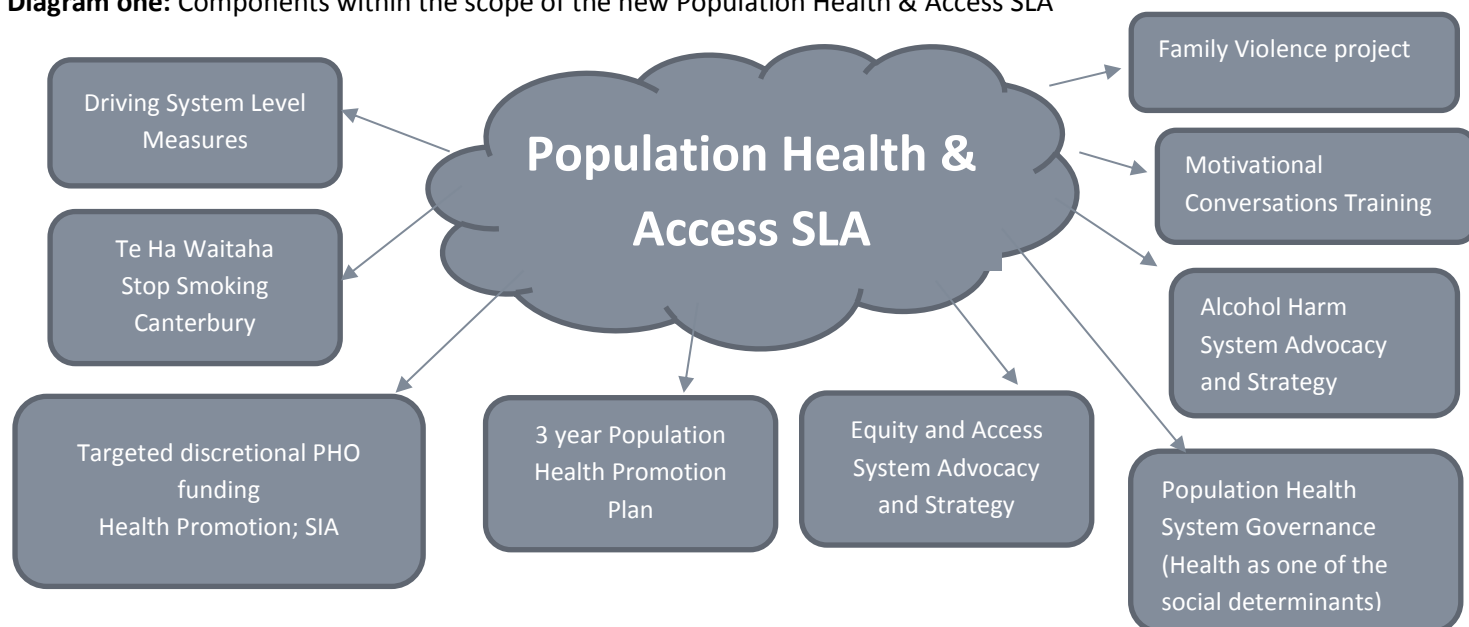 Diagram one: Components within the scope of the new Population Health & Access SLA
Family Violence project
Driving System Level
Measures
Population Health &
Access SLA
Motivational
Conversations Training
Te Ha Waitaha
Stop Smoking
Canterbury
Alcohol Harm
System Advocacy
and Strategy
Targeted discretional PHO
funding
Health Promotion; SIA
3 year Population
Health Promotion
Plan
Equity and Access
System Advocacy
and Strategy
Population Health
System Governance
(Health as one of the
social determinants)